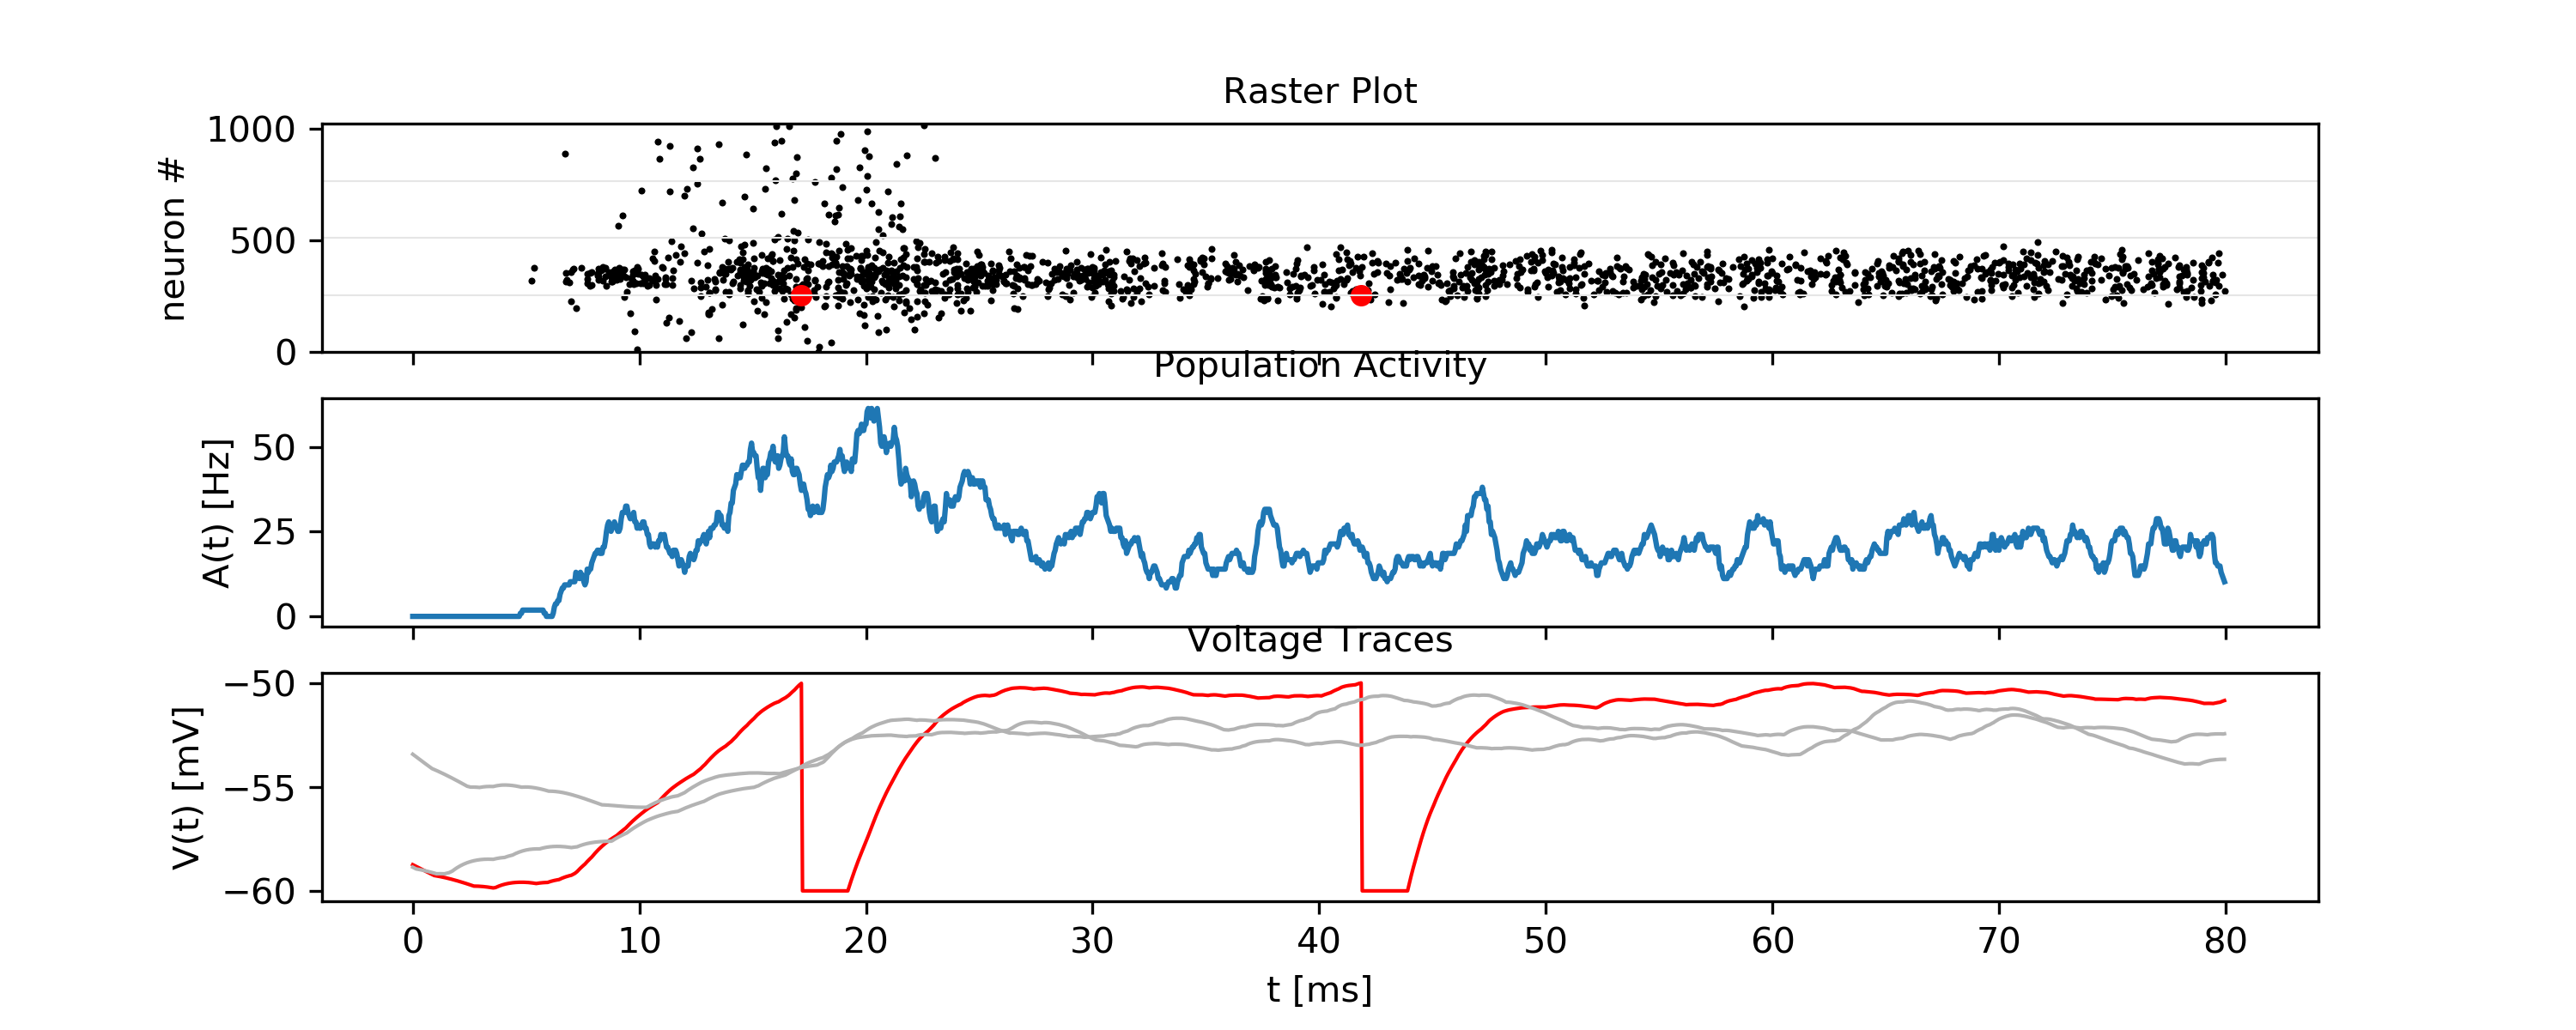 Raster Plot
1000
500
0
neuron #
Population Activity
50
25
0
A(t) [Hz]
Voltage Traces
−50
−55
−60
V(t) [mV]
0 10 20 30 40 50 60 70 80
t [ms]